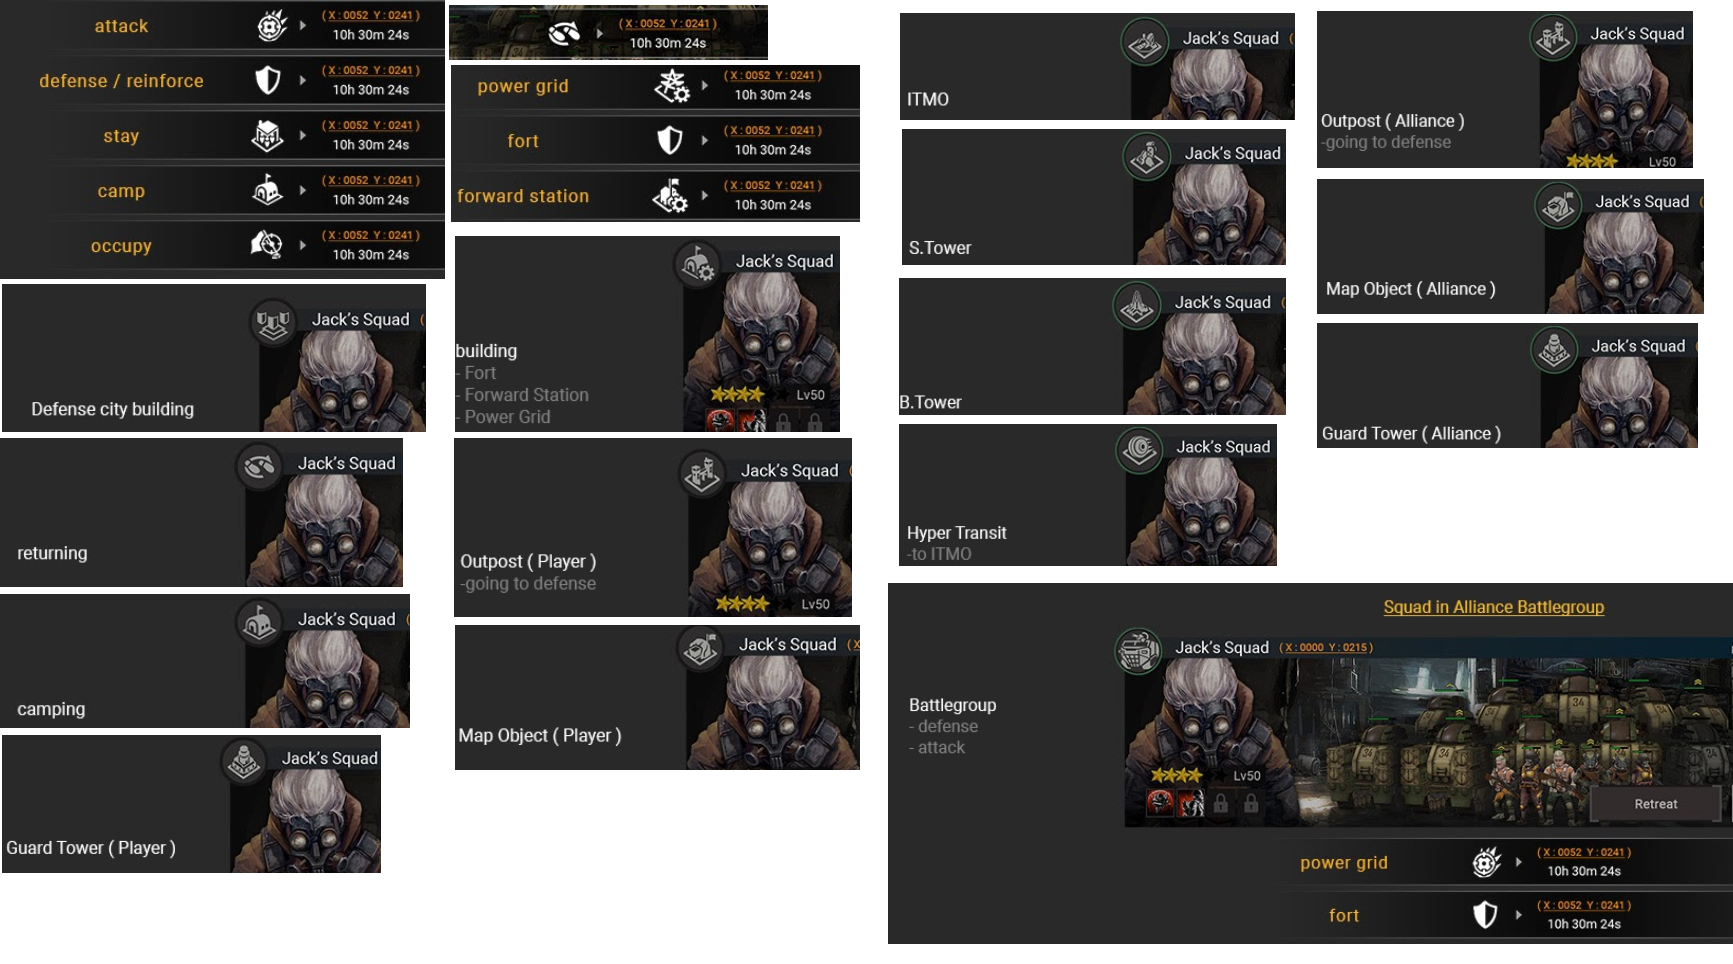 attack
(X:0052 Y:0241)
10h 30m 24s
defense / reinforce
(X:0052 Y:0241)
10h 30m 24s
stay
(X:0052 Y:0241)
10h 30m 24s
camp
(X:0052 Y:0241)
10h 30m 24s
occupy
(X:0052 Y:0241)
10h 30m 24s
Jack's Squad
Defense city building
Jack's Squad
returning
Jack's Squad
camping
Jack's Squad
Guard Tower ( Player )
(X:0052 Y:0241)
10h 30m 24s
power grid
(X:0052 Y:0241)
10h 30m 24s
fort
(X:0052 Y:0241)
10h 30m 24s
forward station
(X:0052 Y:0241)
10h 30m 24s
Jack's Squad
building
- Fort
- Forward Station
- Power Grid
Lv50
Jack's Squad
Outpost ( Player )
-going to defense
Lv50
Jack's Squad (X
Map Object ( Player )
Jack's Squad
ITMO
Jack's Squad
S.Tower
Jack's Squad
B.Tower
Jack's Squad
Hyper Transit
-to ITMO
Jack's Squad
Outpost ( Alliance )
-going to defense
Lv50
Jack's Squad
Map Object ( Alliance )
Jack's Squad
Guard Tower ( Alliance )
Squad in Alliance Battlegroup
Jack's Squad (X:0000 Y:0215)
Battlegroup
- defense
- attack
34
34
34
Lv50
Retreat
power grid
(X:0052 Y:0241)
10h 30m 24s
fort
(X:0052 Y:0241)
10h 30m 24s